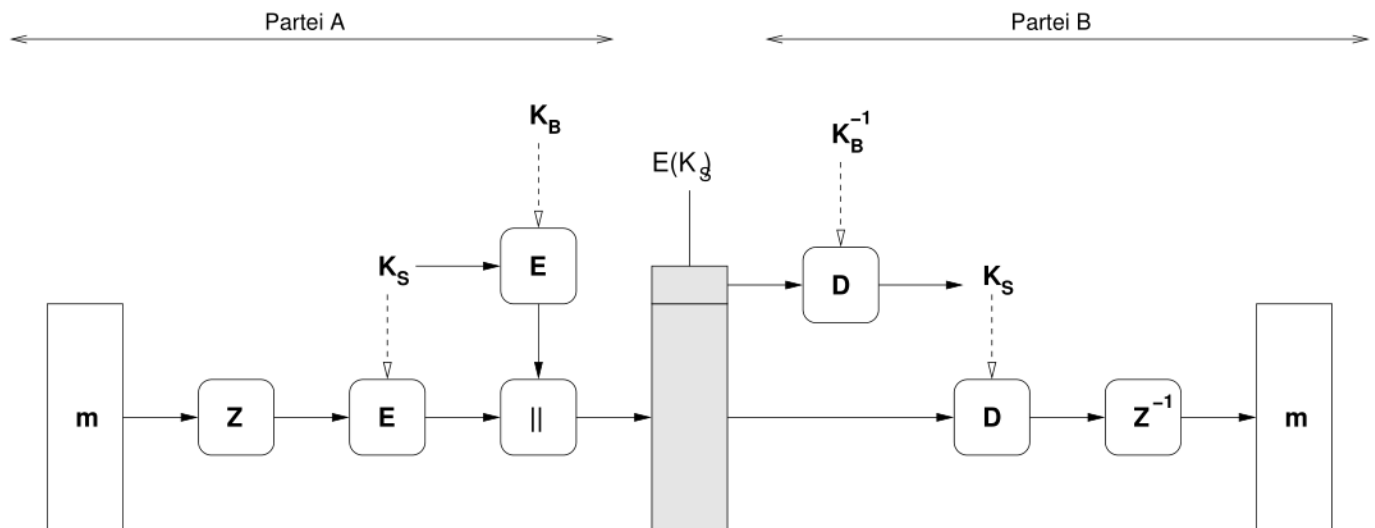 Partei A
Partei B
K_B
K_B^−1
E(K_S)
K_S
E
D
K_S
m
Z
E
||
D
Z^−1
m